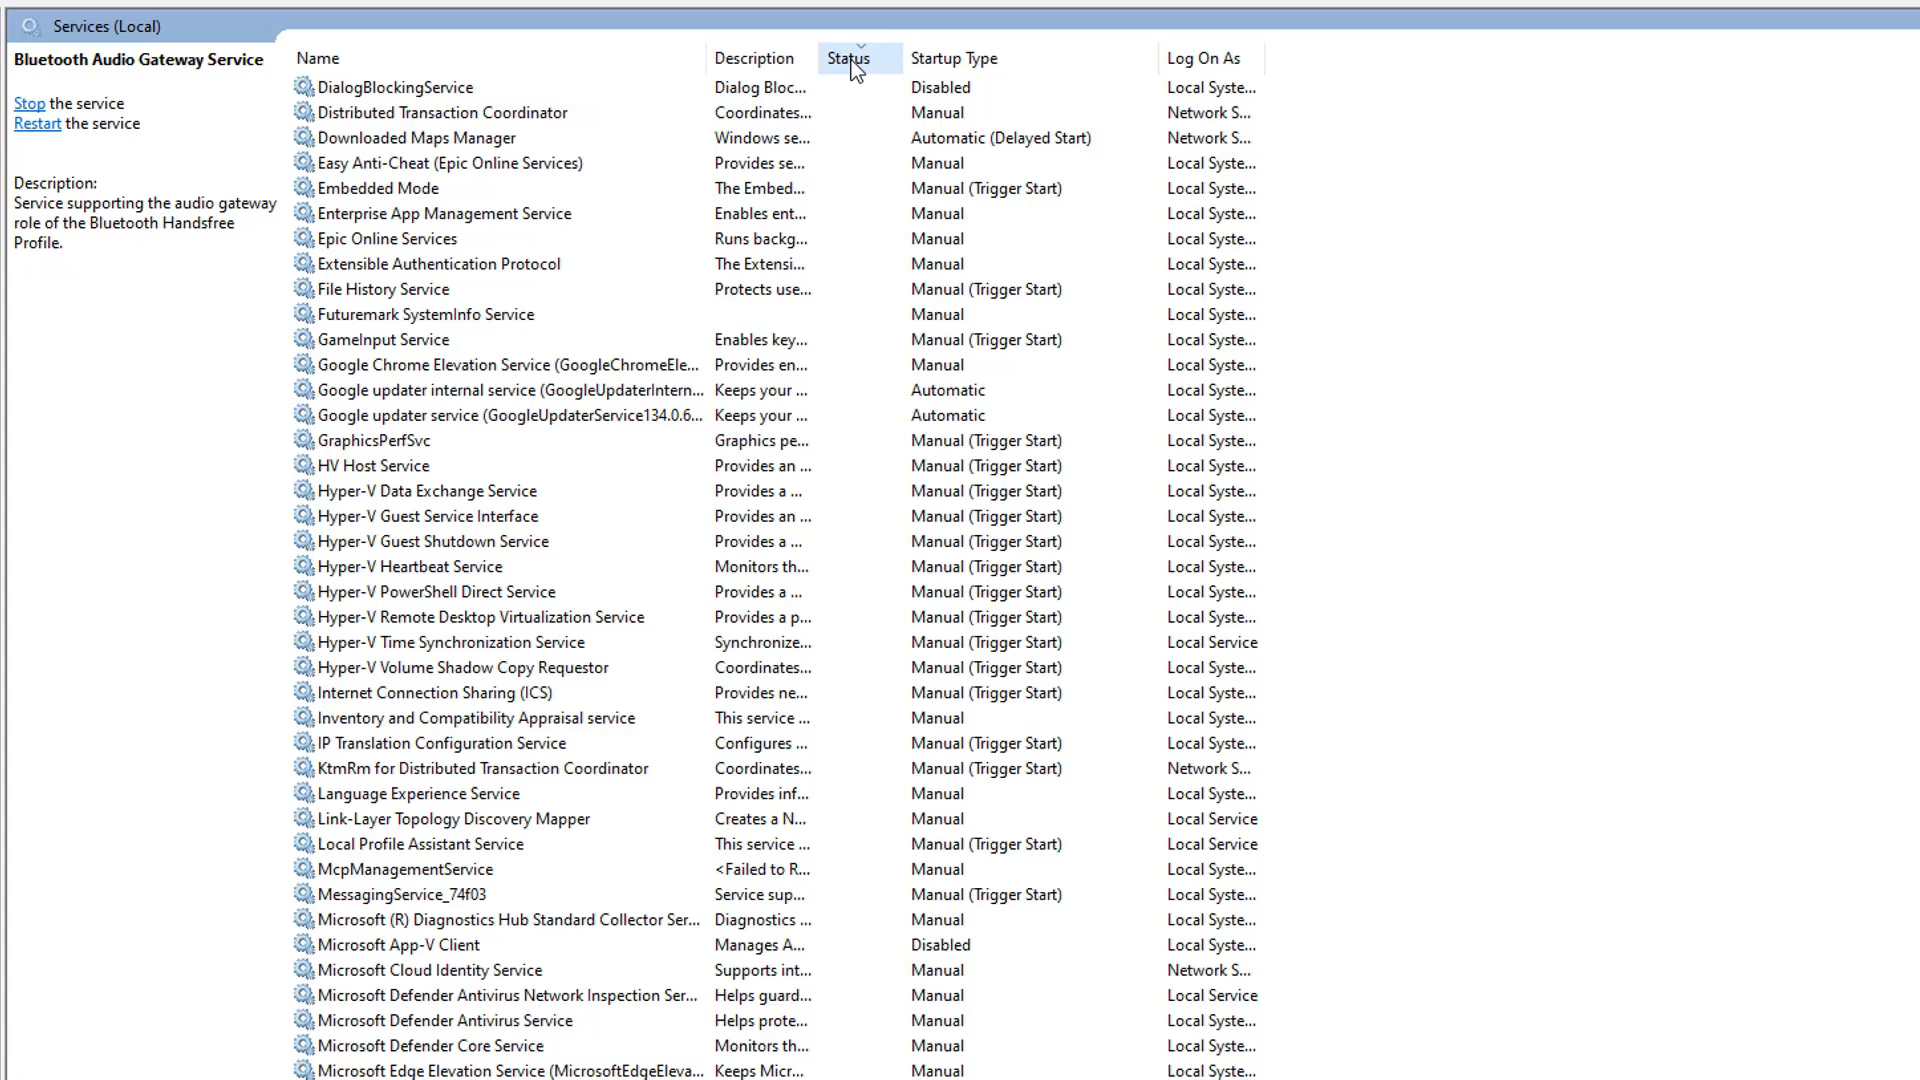 Services (Local)
Bluetooth Audio Gateway Service
Stop the service
Restart the service
Description:
Service supporting the audio gateway
role of the Bluetooth Handsfree
Profile.
Name Description Status Startup Type Log On As
DialogBlockingService Dialog Bloc... Disabled Local Syste...
Distributed Transaction Coordinator Coordinates... Manual Network S...
Downloaded Maps Manager Windows se... Automatic (Delayed Start) Network S...
Easy Anti-Cheat (Epic Online Services) Provides se... Manual Local Syste...
Embedded Mode The Embed... Manual (Trigger Start) Local Syste...
Enterprise App Management Service Enables ent... Manual Local Syste...
Epic Online Services Runs backg... Manual Local Syste...
Extensible Authentication Protocol The Extensi... Manual Local Syste...
File History Service Protects use... Manual (Trigger Start) Local Syste...
Futuremark SystemInfo Service Manual Local Syste...
GameInput Service Enables key... Manual (Trigger Start) Local Syste...
Google Chrome Elevation Service (GoogleChromeEle... Provides en... Manual Local Syste...
Google updater internal service (GoogleUpdaterIntern... Keeps your ... Automatic Local Syste...
Google updater service (GoogleUpdaterService134.0.6... Keeps your ... Automatic Local Syste...
GraphicsPerfSvc Graphics pe... Manual (Trigger Start) Local Syste...
HV Host Service Provides an ... Manual (Trigger Start) Local Syste...
Hyper-V Data Exchange Service Provides a ... Manual (Trigger Start) Local Syste...
Hyper-V Guest Service Interface Provides an ... Manual (Trigger Start) Local Syste...
Hyper-V Guest Shutdown Service Provides a ... Manual (Trigger Start) Local Syste...
Hyper-V Heartbeat Service Monitors th... Manual (Trigger Start) Local Syste...
Hyper-V PowerShell Direct Service Provides a ... Manual (Trigger Start) Local Syste...
Hyper-V Remote Desktop Virtualization Service Provides a p... Manual (Trigger Start) Local Syste...
Hyper-V Time Synchronization Service Synchronize... Manual (Trigger Start) Local Service
Hyper-V Volume Shadow Copy Requestor Coordinates... Manual (Trigger Start) Local Syste...
Internet Connection Sharing (ICS) Provides ne... Manual (Trigger Start) Local Syste...
Inventory and Compatibility Appraisal service This service ... Manual Local Syste...
IP Translation Configuration Service Configures ... Manual (Trigger Start) Local Syste...
KtmRm for Distributed Transaction Coordinator Coordinates... Manual (Trigger Start) Network S...
Language Experience Service Provides inf... Manual Local Syste...
Link-Layer Topology Discovery Mapper Creates a N... Manual Local Service
Local Profile Assistant Service This service ... Manual (Trigger Start) Local Service
McpManagementService <Failed to R... Manual Local Syste...
MessagingService_74f03 Service sup... Manual (Trigger Start) Local Syste...
Microsoft (R) Diagnostics Hub Standard Collector Ser... Diagnostics ... Manual Local Syste...
Microsoft App-V Client Manages A... Disabled Local Syste...
Microsoft Cloud Identity Service Supports int... Manual Network S...
Microsoft Defender Antivirus Network Inspection Ser... Helps guard... Manual Local Service
Microsoft Defender Antivirus Service Helps prote... Manual Local Syste...
Microsoft Defender Core Service Monitors th... Manual Local Syste...
Microsoft Edge Elevation Service (MicrosoftEdgeEleva... Keeps Micr... Manual Local Syste...